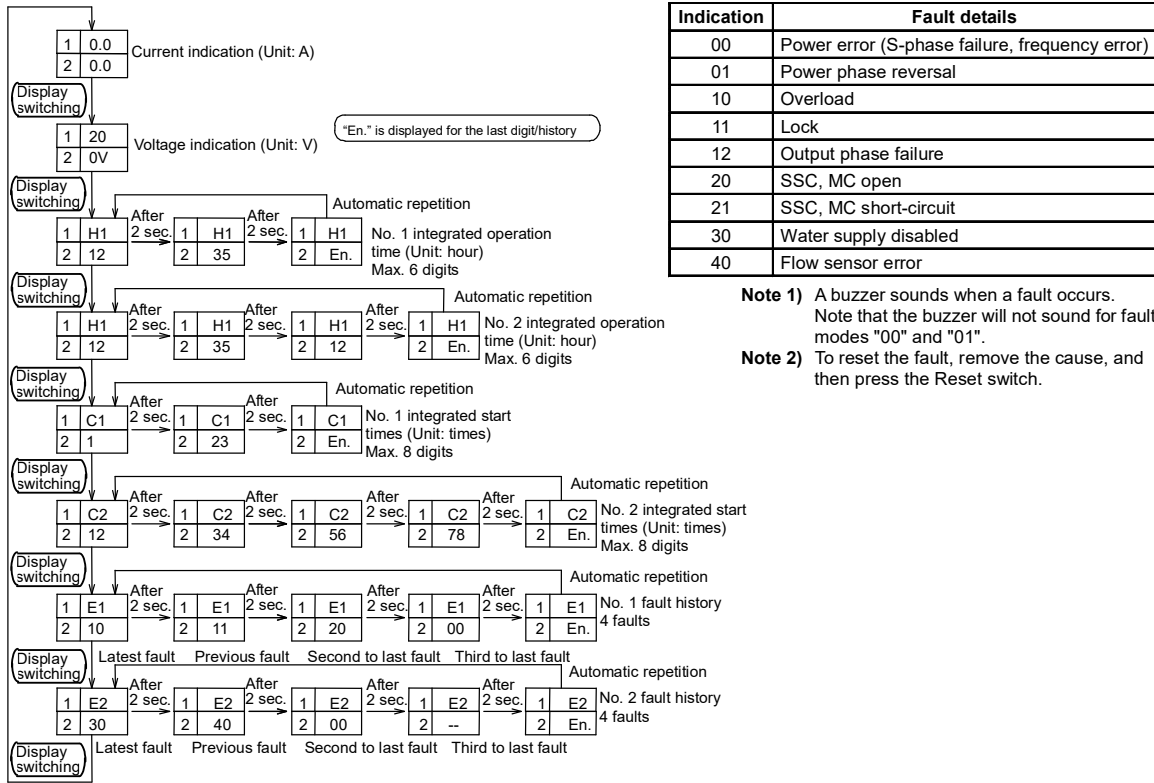 1 0.0
2 0.0
Current indication (Unit: A)
Display
switching
1 20
2 0V
Voltage indication (Unit: V)
"En." is displayed for the last digit/history
Display
switching
Automatic repetition
After
2 sec.
After
2 sec.
1 H1
2 12
1 H1
2 35
1 H1
2 En.
No. 1 integrated operation
time (Unit: hour)
Max. 6 digits
Display
switching
Automatic repetition
After
2 sec.
After
2 sec.
After
2 sec.
1 H1
2 12
1 H1
2 35
1 H1
2 12
1 H1
2 En.
No. 2 integrated operation
time (Unit: hour)
Max. 6 digits
Display
switching
Automatic repetition
After
2 sec.
After
2 sec.
1 C1
2 1
1 C1
2 23
1 C1
2 En.
No. 1 integrated start
times (Unit: times)
Max. 8 digits
Display
switching
Automatic repetition
After
2 sec.
After
2 sec.
After
2 sec.
After
2 sec.
1 C2
2 12
1 C2
2 34
1 C2
2 56
1 C2
2 78
1 C2
2 En.
No. 2 integrated start
times (Unit: times)
Max. 8 digits
Display
switching
Automatic repetition
After
2 sec.
After
2 sec.
After
2 sec.
After
2 sec.
1 E1
2 10
1 E1
2 11
1 E1
2 20
1 E1
2 00
1 E1
2 En.
No. 1 fault history
4 faults
Latest fault Previous fault Second to last fault Third to last fault
Display
switching
Automatic repetition
After
2 sec.
After
2 sec.
After
2 sec.
After
2 sec.
1 E2
2 30
1 E2
2 40
1 E2
2 00
1 E2
2 --
1 E2
2 En.
No. 2 fault history
4 faults
Latest fault Previous fault Second to last fault Third to last fault
Display
switching
Indication Fault details
00 Power error (S-phase failure, frequency error)
01 Power phase reversal
10 Overload
11 Lock
12 Output phase failure
20 SSC, MC open
21 SSC, MC short-circuit
30 Water supply disabled
40 Flow sensor error
Note 1) A buzzer sounds when a fault occurs.
Note that the buzzer will not sound for fault
modes "00" and "01".
Note 2) To reset the fault, remove the cause, and
then press the Reset switch.